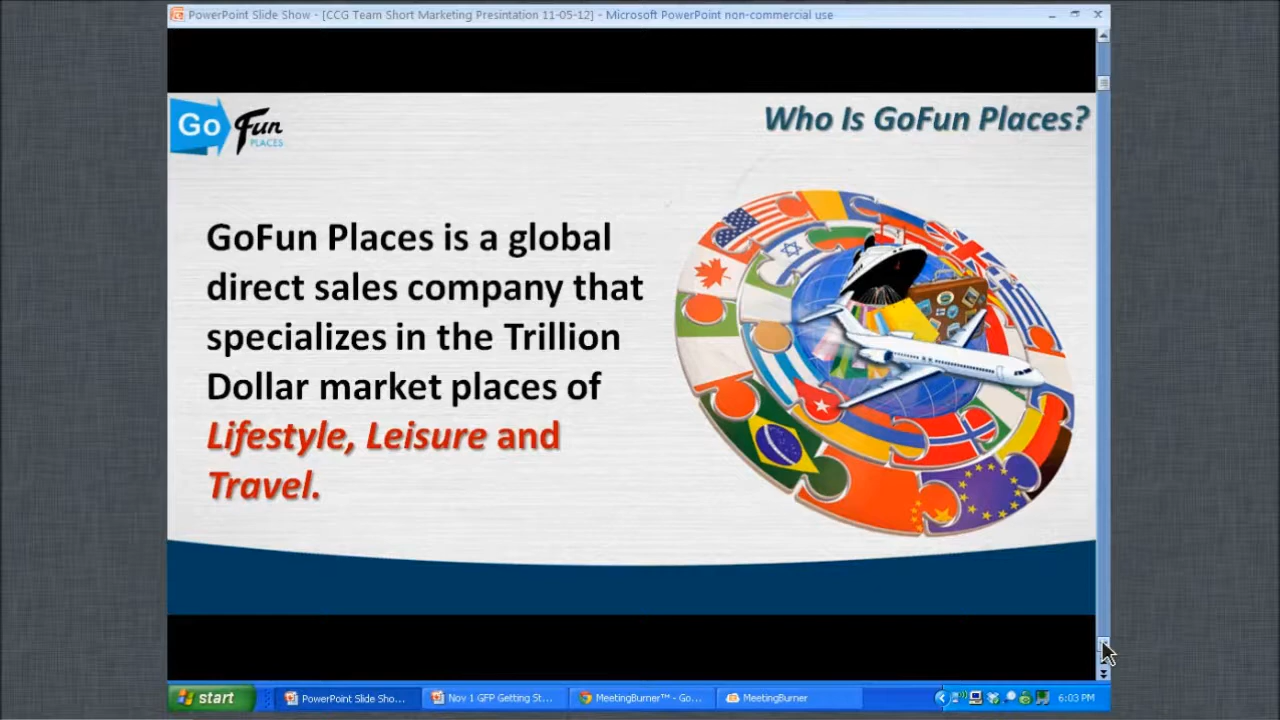 PowerPoint Slide Show - [CCG Team Short Marketing Presintation 11-05-12] - Microsoft PowerPoint non-commercial use
Go Fun
PLACES
Who Is GoFun Places?
GoFun Places is a global
direct sales company that
specializes in the Trillion
Dollar market places of
Lifestyle, Leisure and
Travel.
start
PowerPoint Slide Sho...
Nov 1 GFP Getting St...
MeetingBurner™ - Go...
MeetingBurner
6:03 PM